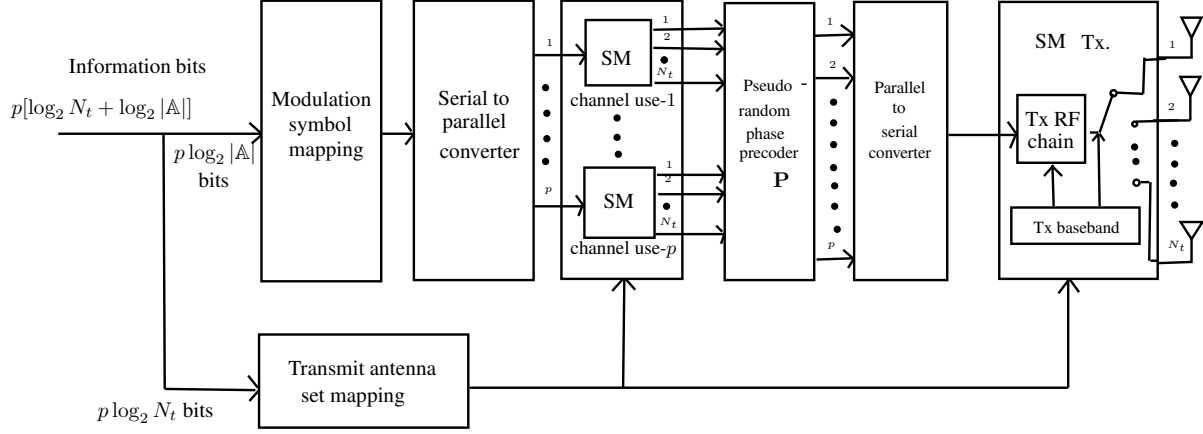 Information bits
p[log₂ Nₜ + log₂ |𝔸|]
p log₂ |𝔸|
bits
Modulation
symbol
mapping
Serial to
parallel
converter
1
p
SM
channel use-1
1
2
Nₜ
SM
channel use-p
1
2
Nₜ
Pseudo -
random
phase
precoder
P
1
2
p
Parallel
to
serial
converter
SM Tx.
Tx RF
chain
Tx baseband
1
2
Nₜ
Transmit antenna
set mapping
p log₂ Nₜ bits